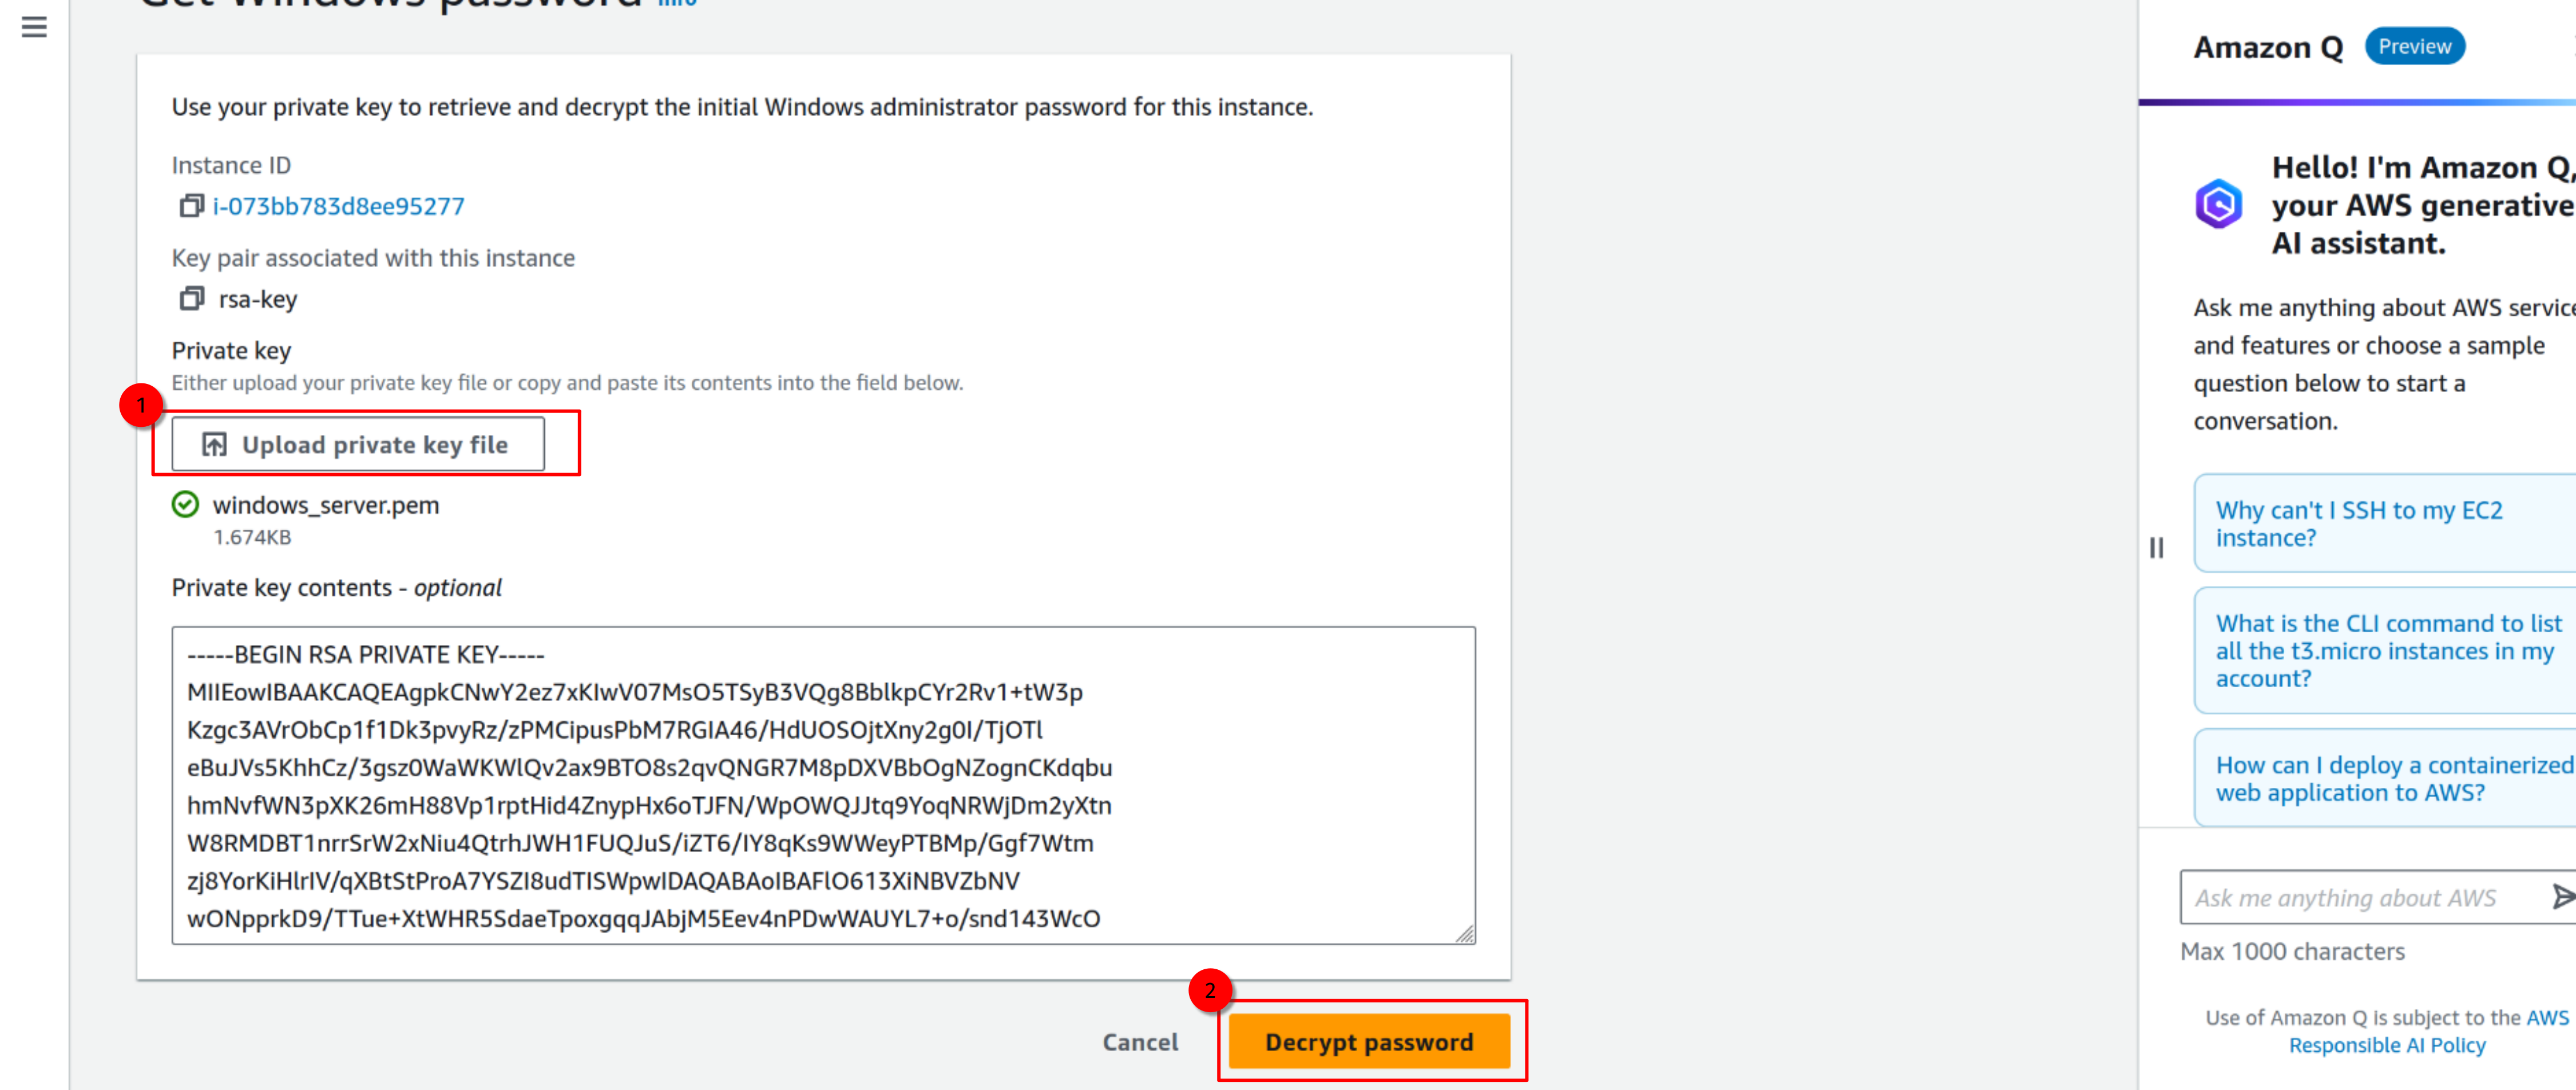 Get Windows password Info
Use your private key to retrieve and decrypt the initial Windows administrator password for this instance.
Instance ID
i-073bb783d8ee95277
Key pair associated with this instance
rsa-key
Private key
Either upload your private key file or copy and paste its contents into the field below.
1
Upload private key file
windows_server.pem
1.674KB
Private key contents - optional
-----BEGIN RSA PRIVATE KEY-----
MIIEowIBAAKCAQEAgpkCNwY2ez7xKIwV07MsO5TSyB3VQg8BblkpCYr2Rv1+tW3p
Kzgc3AVrObCp1f1Dk3pvyRz/zPMCipusPbM7RGIA46/HdUOSOjtXny2g0I/TjOTl
eBuJVs5KhhCz/3gsz0WaWKWlQv2ax9BTO8s2qvQNGR7M8pDXVBbOgNZognCKdqbu
hmNvfWN3pXK26mH88Vp1rptHid4ZnypHx6oTJFN/WpOWQJJtq9YoqNRWjDm2yXtn
W8RMDBT1nrrSrW2xNiu4QtrhJWH1FUQJuS/iZT6/IY8qKs9WWeyPTBMp/Ggf7Wtm
zj8YorKiHlrIV/qXBtStProA7YSZI8udTISWpwIDAQABAoIBAFlO613XiNBVZbNV
wONpprkD9/TTue+XtWHR5SdaeTpoxgqqJAbjM5Eev4nPDwWAUYL7+o/snd143WcO
2
Cancel
Decrypt password
Amazon Q Preview
Hello! I'm Amazon Q,
your AWS generative
AI assistant.
Ask me anything about AWS service
and features or choose a sample
question below to start a
conversation.
Why can't I SSH to my EC2
instance?
What is the CLI command to list
all the t3.micro instances in my
account?
How can I deploy a containerized
web application to AWS?
Ask me anything about AWS
Max 1000 characters
Use of Amazon Q is subject to the AWS
Responsible AI Policy